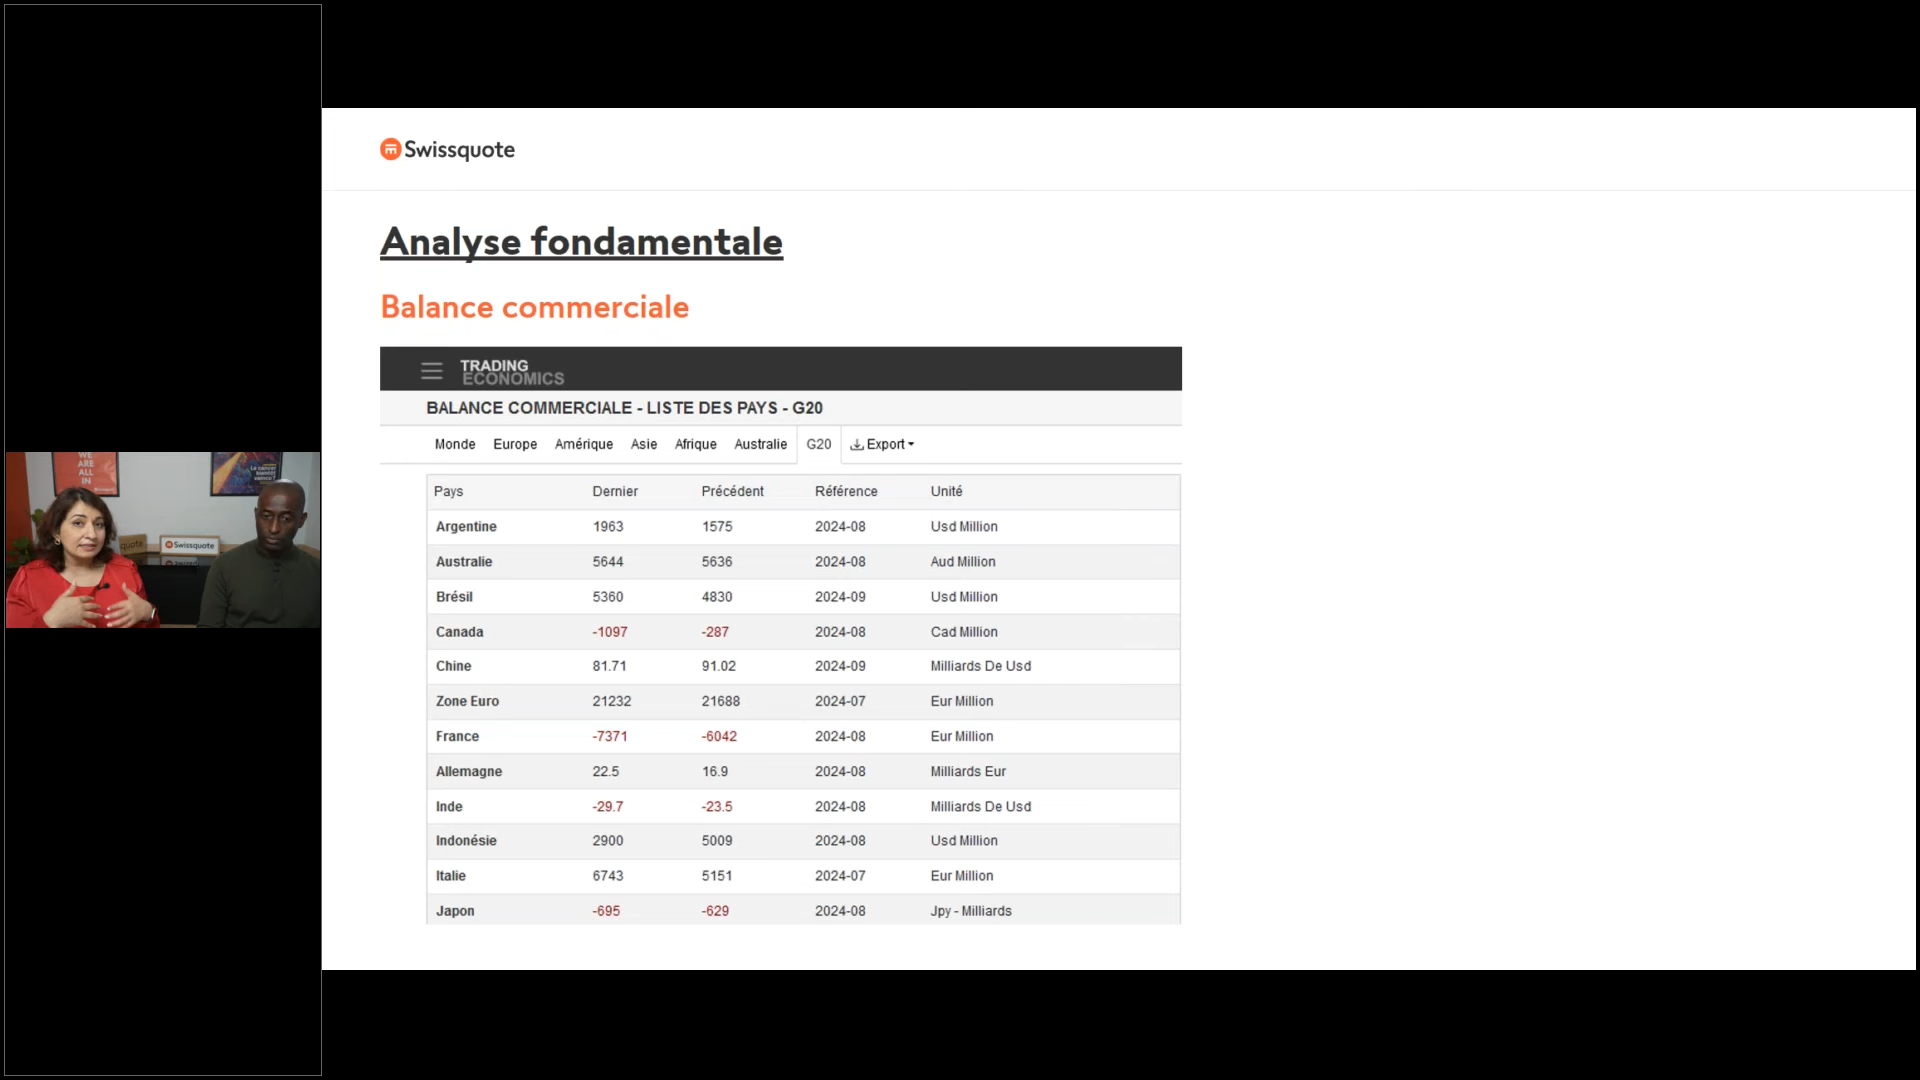 Swissquote
Analyse fondamentale
Balance commerciale
TRADING
ECONOMICS
BALANCE COMMERCIALE - LISTE DES PAYS - G20
Monde Europe Amérique Asie Afrique Australie G20 Export
Pays Dernier Précédent Référence Unité
Argentine 1963 1575 2024-08 Usd Million
Australie 5644 5636 2024-08 Aud Million
Brésil 5360 4830 2024-09 Usd Million
Canada -1097 -287 2024-08 Cad Million
Chine 81.71 91.02 2024-09 Milliards De Usd
Zone Euro 21232 21688 2024-07 Eur Million
France -7371 -6042 2024-08 Eur Million
Allemagne 22.5 16.9 2024-08 Milliards Eur
Inde -29.7 -23.5 2024-08 Milliards De Usd
Indonésie 2900 5009 2024-08 Usd Million
Italie 6743 5151 2024-07 Eur Million
Japon -695 -629 2024-08 Jpy - Milliards
WE
ARE
ALL
IN
quote
Swissquote